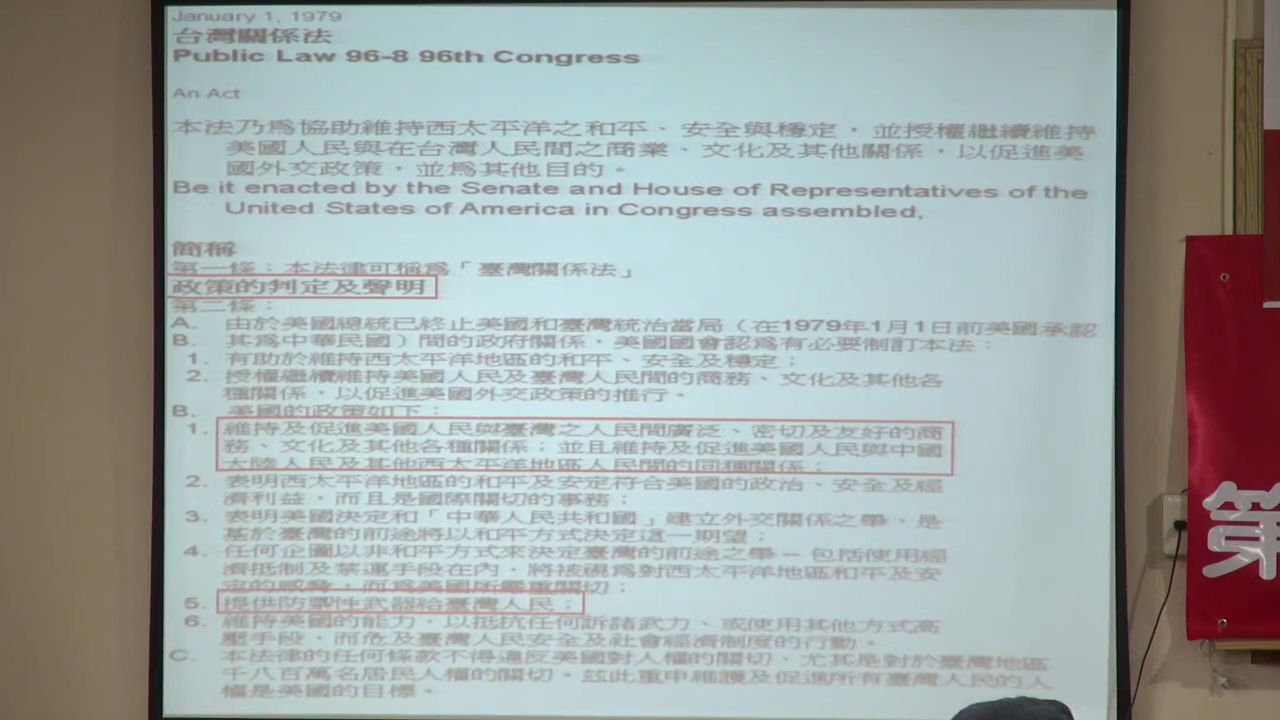 January 1, 1979
台灣關係法
Public Law 96-8 96th Congress
An Act
本法乃為協助維持西太平洋之和平、安全與穩定，並授權繼續維持
美國人民與在台灣人民間之商業、文化及其他關係，以促進美
國外交政策，並為其他目的。
Be it enacted by the Senate and House of Representatives of the
United States of America in Congress assembled,
簡稱
第一條：本法律可稱為「臺灣關係法」
政策的判定及聲明
第二條：
A. 由於美國總統已終止美國和臺灣統治當局（在1979年1月1日前美國承認
B. 其為中華民國）間的政府關係，美國國會認為有必要制訂本法：
1. 有助於維持西太平洋地區的和平、安全及穩定；
2. 授權繼續維持美國人民及臺灣人民間的商務、文化及其他各
種關係，以促進美國外交政策的推行。
B. 美國的政策如下：
1. 維持及促進美國人民與臺灣之人民間廣泛、密切及友好的商
務、文化及其他各種關係；並且維持及促進美國人民與中國
大陸人民及其他西太平洋地區人民間的同種關係；
2. 表明西太平洋地區的和平及安定符合美國的政治、安全及經
濟利益，而且是國際關切的事務；
3. 表明美國決定和「中華人民共和國」建立外交關係之舉，是
基於臺灣的前途將以和平方式決定這一期望；
4. 任何企圖以非和平方式來決定臺灣的前途之舉 -- 包括使用經
濟抵制及禁運手段在內，將被視為對西太平洋地區和平及安
定的威脅，而為美國所嚴重關切；
5. 提供防禦性武器給臺灣人民；
6. 維持美國的能力，以抵抗任何訴諸武力、或使用其他方式高
壓手段，而危及臺灣人民安全及社會經濟制度的行動。
C. 本法律的任何條款不得違反美國對人權的關切，尤其是對於臺灣地區
千八百萬名居民人權的關切。茲此重申維護及促進所有臺灣人民的人
權是美國的目標。
第